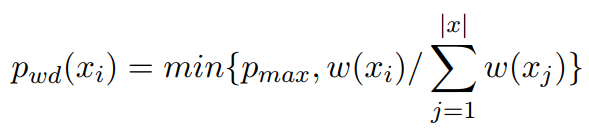 p_{wd}(x_i) = min\{p_{max}, w(x_i) / \sum_{j=1}^{|x|} w(x_j)\}